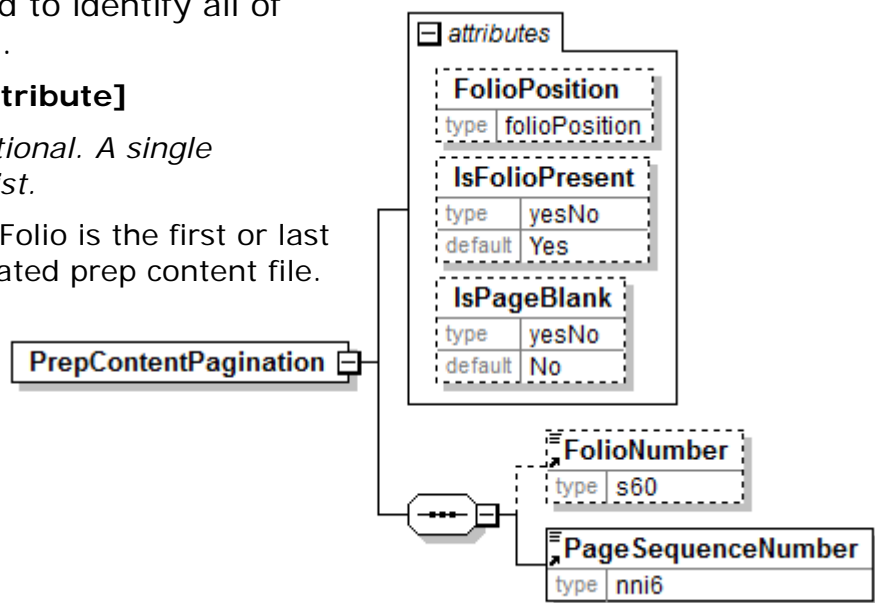 d to identify all of
.
tribute]
tional. A single
ist.
Folio is the first or last
ated prep content file.
attributes
FolioPosition
type folioPosition
IsFolioPresent
type yesNo
default Yes
IsPageBlank
type yesNo
default No
PrepContentPagination
FolioNumber
type s60
PageSequenceNumber
type nni6